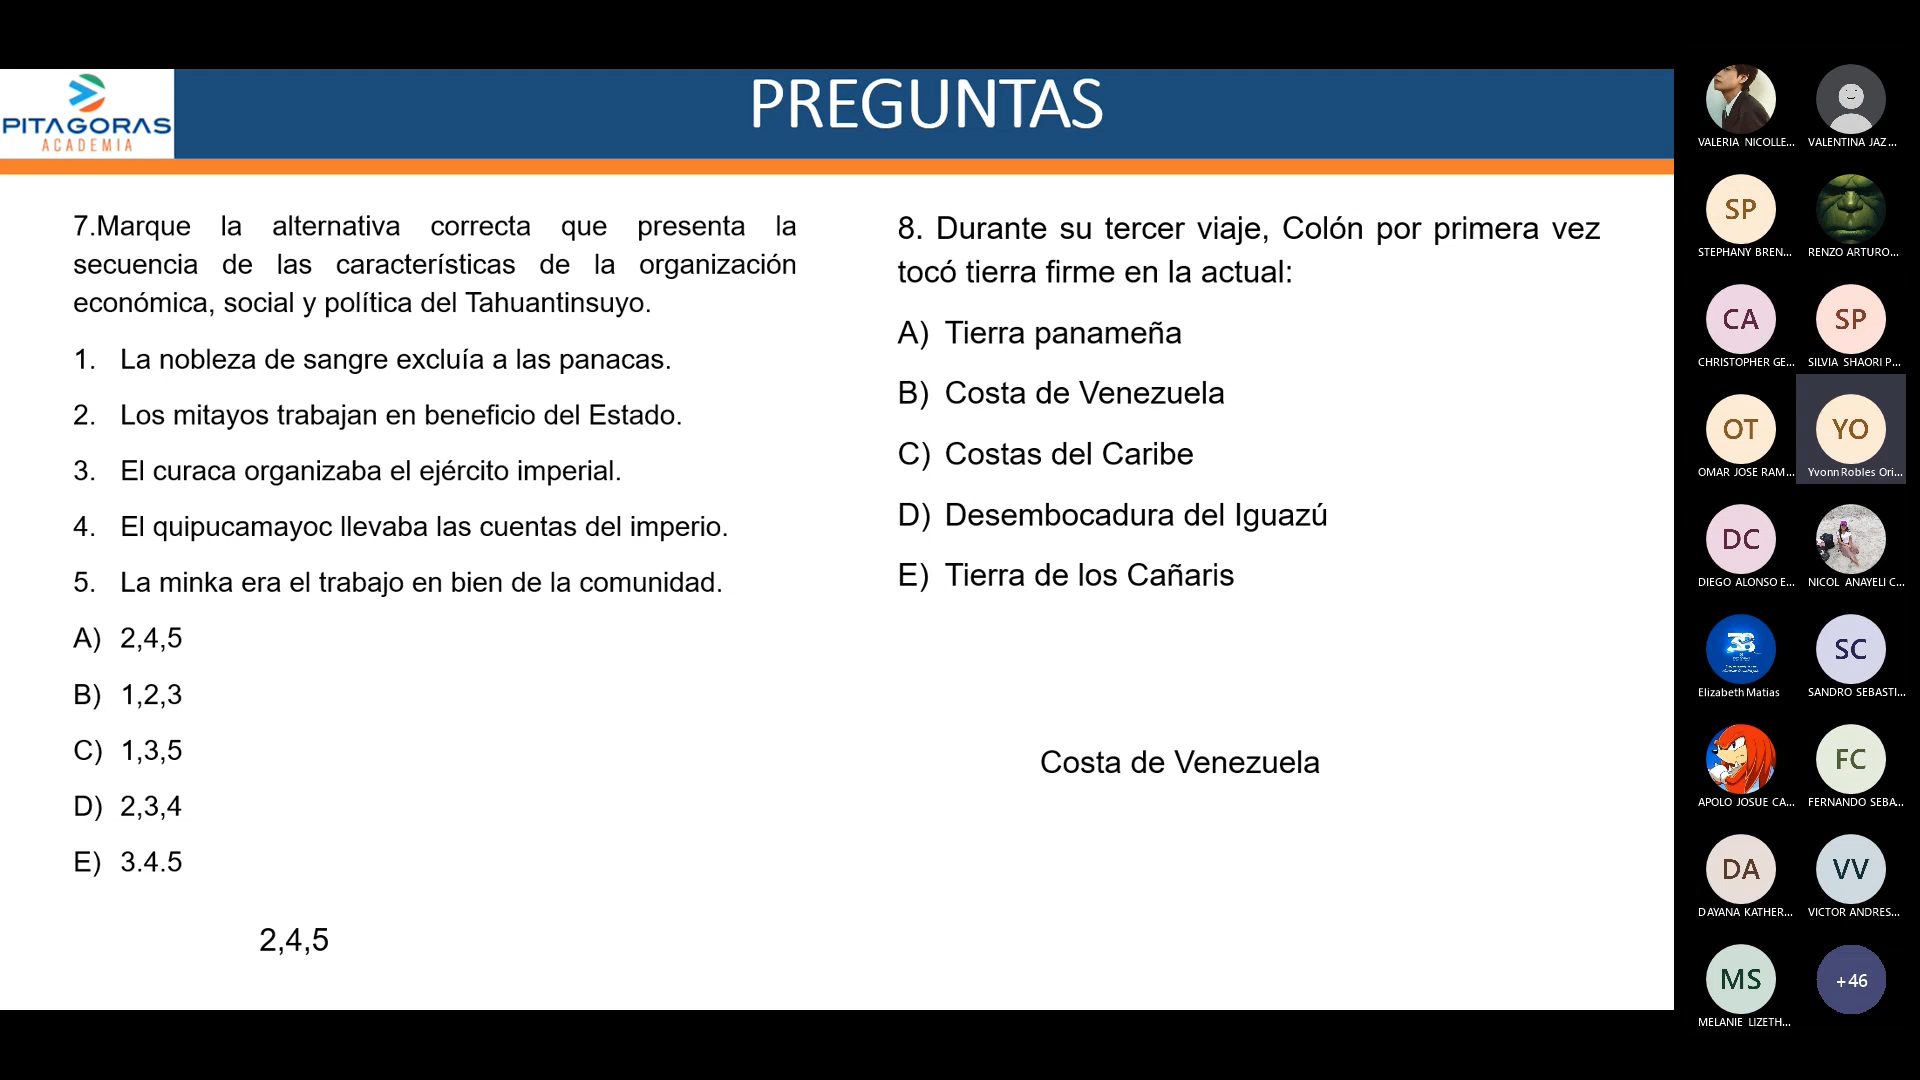 PITAGORAS
ACADEMIA
PREGUNTAS
7.Marque la alternativa correcta que presenta la
secuencia de las características de la organización
económica, social y política del Tahuantinsuyo.
1. La nobleza de sangre excluía a las panacas.
2. Los mitayos trabajan en beneficio del Estado.
3. El curaca organizaba el ejército imperial.
4. El quipucamayoc llevaba las cuentas del imperio.
5. La minka era el trabajo en bien de la comunidad.
A) 2,4,5
B) 1,2,3
C) 1,3,5
D) 2,3,4
E) 3.4.5
2,4,5
8. Durante su tercer viaje, Colón por primera vez
tocó tierra firme en la actual:
A) Tierra panameña
B) Costa de Venezuela
C) Costas del Caribe
D) Desembocadura del Iguazú
E) Tierra de los Cañaris
Costa de Venezuela
VALERIA NICOLLE...
VALENTINA JAZ...
SP
STEPHANY BREN...
RENZO ARTURO...
CA
CHRISTOPHER GE...
SP
SILVIA SHAORI P...
OT
OMAR JOSE RAM...
YO
Yvonn Robles Ori...
DC
DIEGO ALONSO E...
NICOL ANAYELI C...
38
Elizabeth Matias
SC
SANDRO SEBASTI...
APOLO JOSUE CA...
FC
FERNANDO SEBA...
DA
DAYANA KATHER...
VV
VICTOR ANDRES...
MS
MELANIE LIZETH...
+46